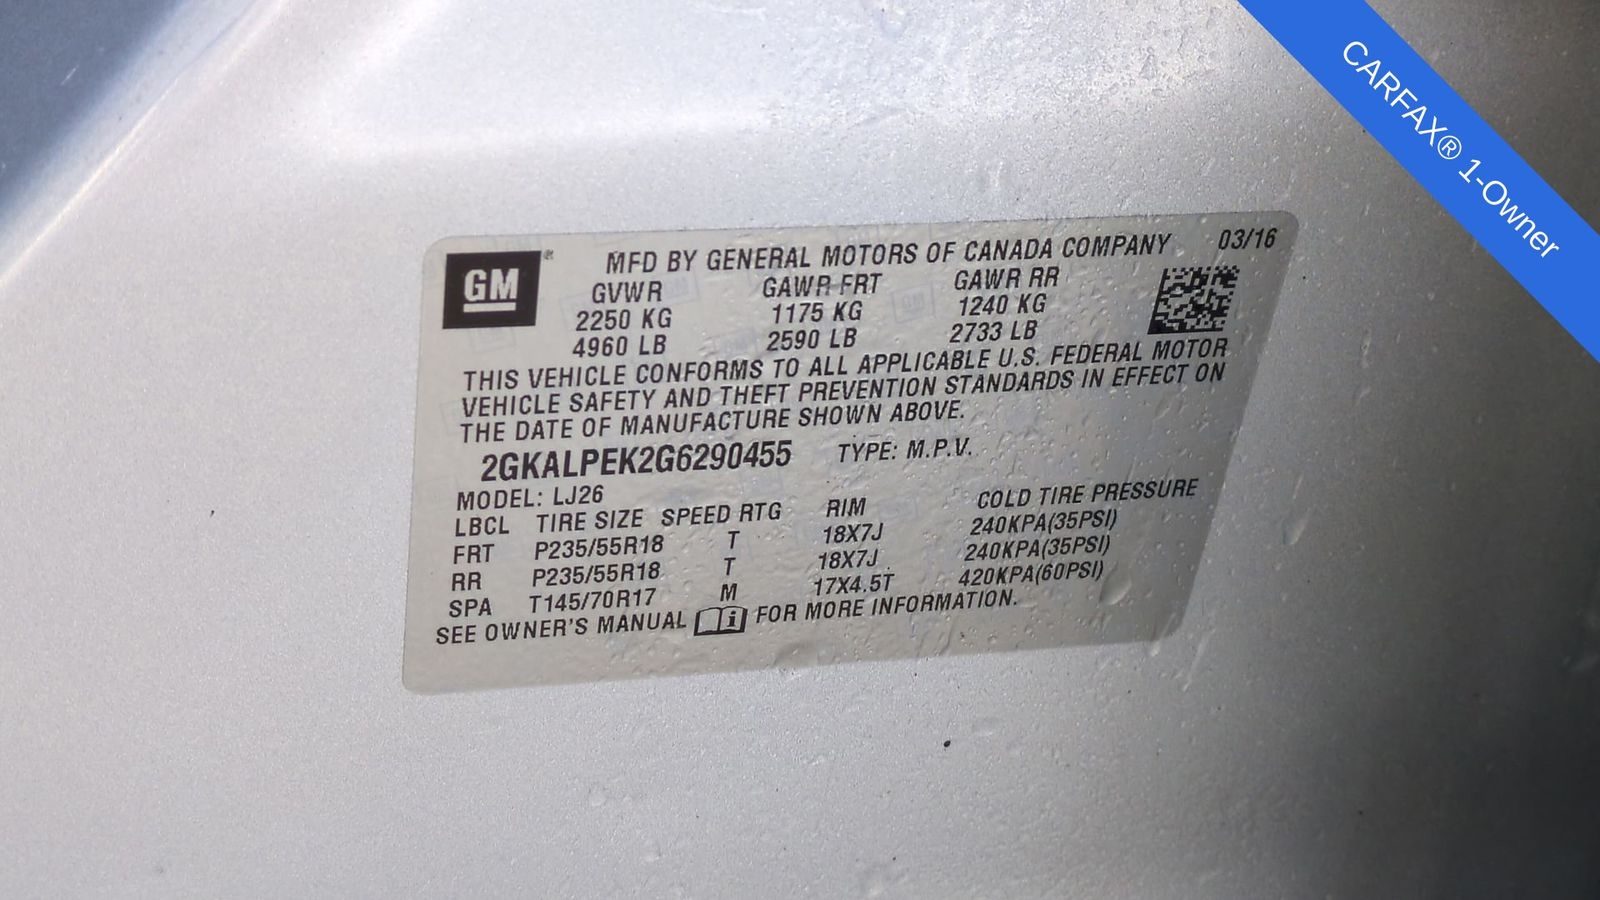 CARFAX® 1-Owner
GM®
MFD BY GENERAL MOTORS OF CANADA COMPANY 03/16
GVWR GAWR FRT GAWR RR
2250 KG 1175 KG 1240 KG
4960 LB 2590 LB 2733 LB
THIS VEHICLE CONFORMS TO ALL APPLICABLE U.S. FEDERAL MOTOR
VEHICLE SAFETY AND THEFT PREVENTION STANDARDS IN EFFECT ON
THE DATE OF MANUFACTURE SHOWN ABOVE.
2GKALPEK2G6290455 TYPE: M.P.V.
MODEL: LJ26
LBCL TIRE SIZE SPEED RTG RIM COLD TIRE PRESSURE
FRT P235/55R18 T 18X7J 240KPA(35PSI)
RR P235/55R18 T 18X7J 240KPA(35PSI)
SPA T145/70R17 M 17X4.5T 420KPA(60PSI)
SEE OWNER'S MANUAL FOR MORE INFORMATION.